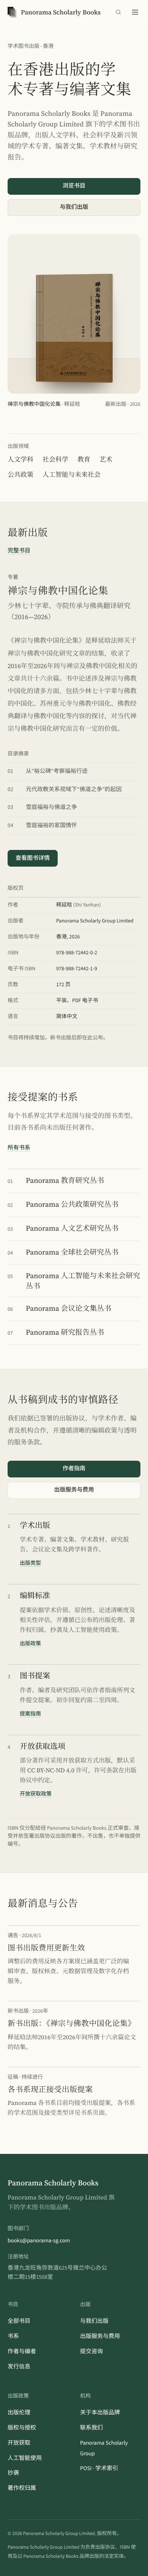 Panorama Scholarly Books
学术图书出版 · 香港
在香港出版的学
术专著与编著文集
Panorama Scholarly Books 是 Panorama
Scholarly Group Limited 旗下的学术图书出
版品牌，出版人文学科、社会科学及新兴领
域的学术专著、编著文集、学术教材与研究
报告。
浏览书目
与我们出版
禅宗与佛教中国化论集
禅宗与佛教中国化论集 · 释延晗
最新出版 · 2026
出版领域
人文学科 社会科学 教育 艺术
公共政策 人工智能与未来社会
最新出版
完整书目
专著
禅宗与佛教中国化论集
少林七十字辈、寺院传承与佛典翻译研究
（2016—2026）
《禅宗与佛教中国化论集》是释延晗法师关于
禅宗与佛教中国化研究文章的结集，收录了
2016年至2026年间与禅宗及佛教中国化相关的
文章共计十六余篇。书中论述涉及禅宗与佛教
中国化的诸多方面，包括少林七十字辈与佛教
的中国化、苏州重元寺与佛教中国化、佛教经
典翻译与佛教中国化等内容的探讨，对当代禅
宗与佛教中国化研究而言有一定的价值。
目录摘录
01 从“裕公碑”考察福裕行迹
02 元代政教关系视域下“佛道之争”的起因
03 雪庭福裕与佛道之争
04 雪庭福裕的家国情怀
查看图书详情
版权页
作者 释延晗 (Shi Yanhan)
出版者 Panorama Scholarly Group Limited
出版地与年份 香港, 2026
ISBN 978-988-72442-0-2
电子书 ISBN 978-988-72442-1-9
页数 172 页
格式 平装、PDF 电子书
语言 简体中文
书目将持续增加，新书出版后即在此公布。
接受提案的书系
每个书系界定其学术范围与接受的图书类型。
目前各书系尚未出版任何著作。
所有书系
01 Panorama 教育研究丛书
02 Panorama 公共政策研究丛书
03 Panorama 人文艺术研究丛书
04 Panorama 全球社会研究丛书
05 Panorama 人工智能与未来社会研究
丛书
06 Panorama 会议论文集丛书
07 Panorama 研究报告丛书
从书稿到成书的审慎路径
我们依据已签署的出版协议，与学术作者、编
者及机构合作，并遵循清晰的编辑政策与透明
的服务条款。
作者指南
出版服务与费用
1 学术出版
学术专著、编著文集、学术教材、研究报
告、会议论文集及跨学科著作。
出版类型
2 编辑标准
提案依据学术价值、原创性、论述清晰度及
相关性评估，并遵循已公布的出版伦理、著
作权归属、抄袭及人工智能使用政策。
出版政策
3 图书提案
作者、编者及研究团队可依作者指南所列文
件提交提案。初步回复约需二至四周。
提案指南
4 开放获取选项
部分著作可采用开放获取方式出版，默认采
用 CC BY-NC-ND 4.0 许可，许可条款在出版
协议中约定。
开放获取政策
ISBN 仅分配给经 Panorama Scholarly Books 正式审查、接
受并依签署出版协议出版的著作，不出售，也不单独提供
编号。
最新消息与公告
通告 · 2026/8/1
图书出版费用更新生效
调整后的费用反映各方案现已涵盖更广泛的编
辑审查、版权核查、元数据管理及数字化存档
服务。
新书出版 · 2026年
新书出版：《禅宗与佛教中国化论集》
释延晗法师2016年至2026年间所撰十六余篇论文
的结集。
征稿 · 持续进行
各书系现正接受出版提案
Panorama 各书系目前均接受出版提案，各书系
的学术范围及接受类型详见书系页面。
Panorama Scholarly Books
Panorama Scholarly Group Limited 旗
下的学术图书出版品牌。
图书部门
books@panorama-sg.com
注册地址
香港九龙旺角弥敦道625号雅兰中心办公
楼二期15楼1508室
书目
全部书目
书系
作者与编者
发行信息
出版
与我们出版
出版服务与费用
提交咨询
出版政策
出版伦理
版权与授权
开放获取
人工智能使用
抄袭
著作权归属
机构
关于本出版品牌
联系我们
Panorama Scholarly
Group
POSI · 学术索引
© 2026 Panorama Scholarly Group Limited. 版权所有。
Panorama Scholarly Group Limited 为负责出版协议、ISBN 使
用及以 Panorama Scholarly Books 品牌出版的法定实体。